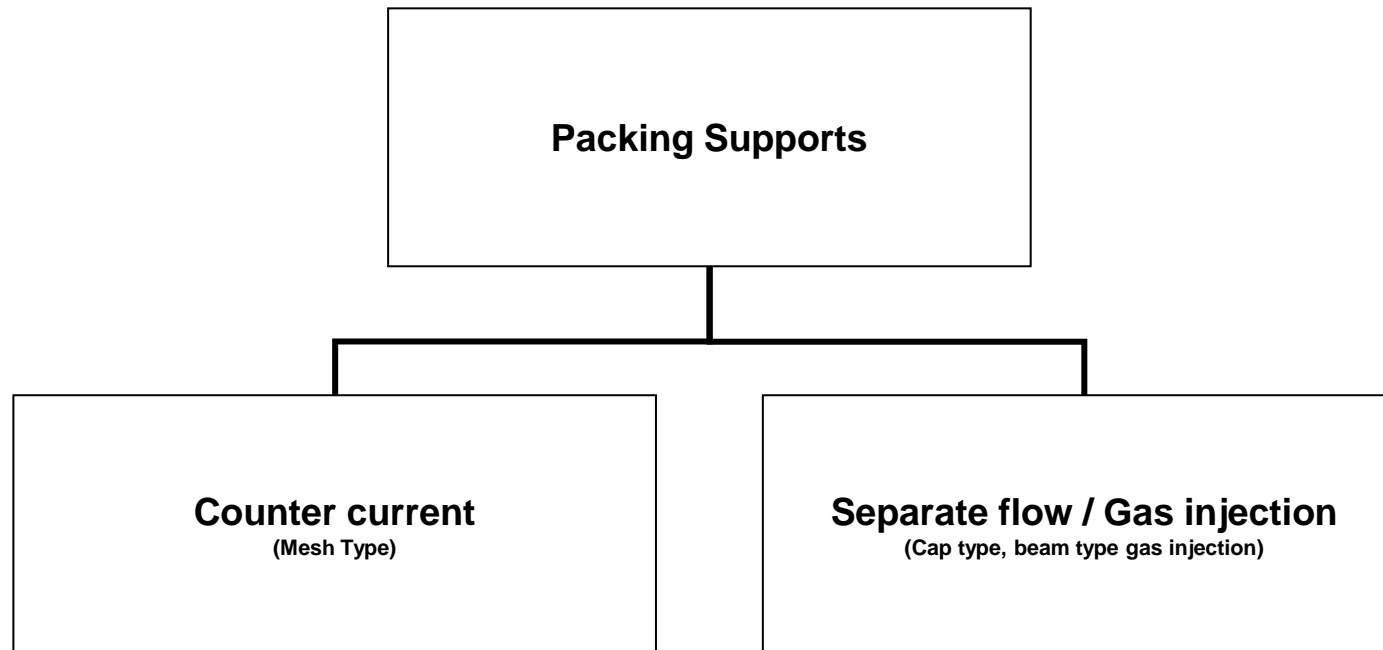 Packing Supports
Counter current
(Mesh Type)
Separate flow / Gas injection
(Cap type, beam type gas injection)